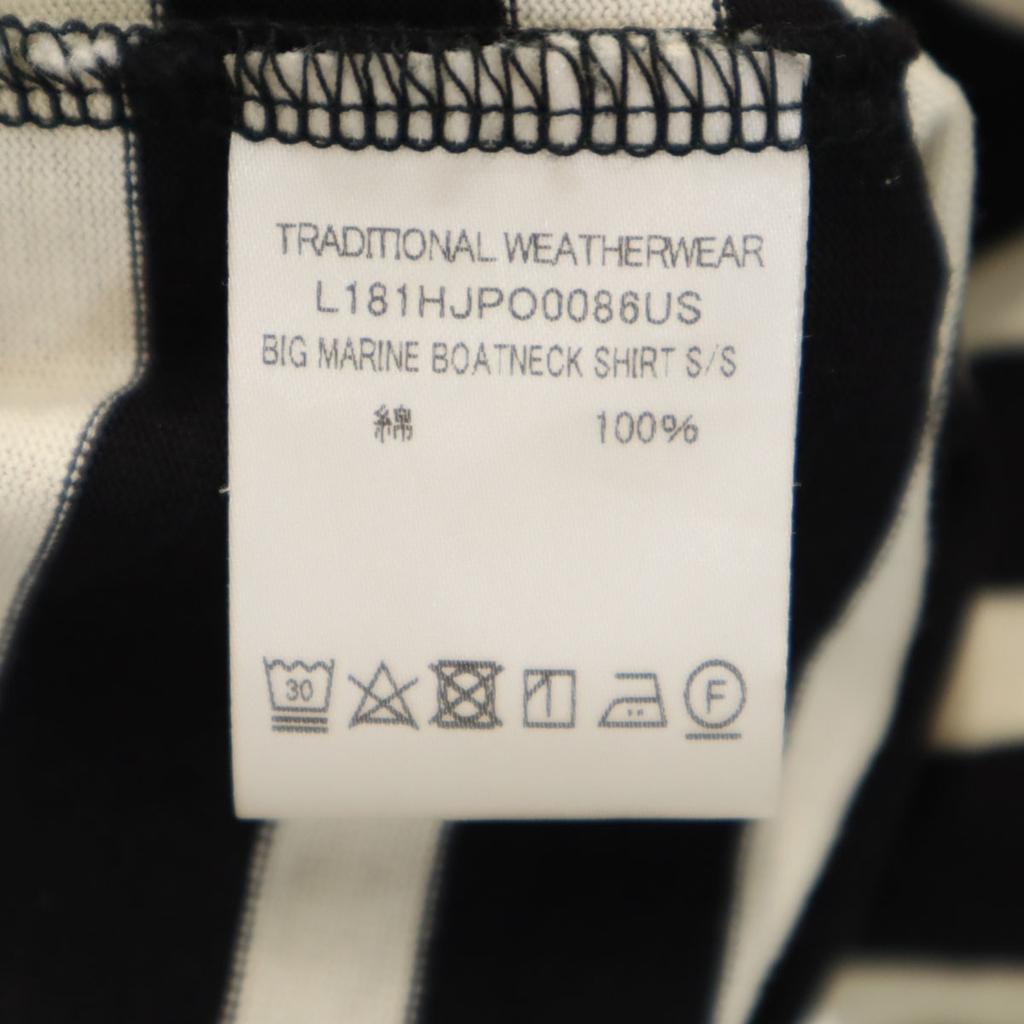 TRADITIONAL WEATHERWEAR
L181HJPO0086US
BIG MARINE BOATNECK SHIRT S/S
綿 100%
30 F